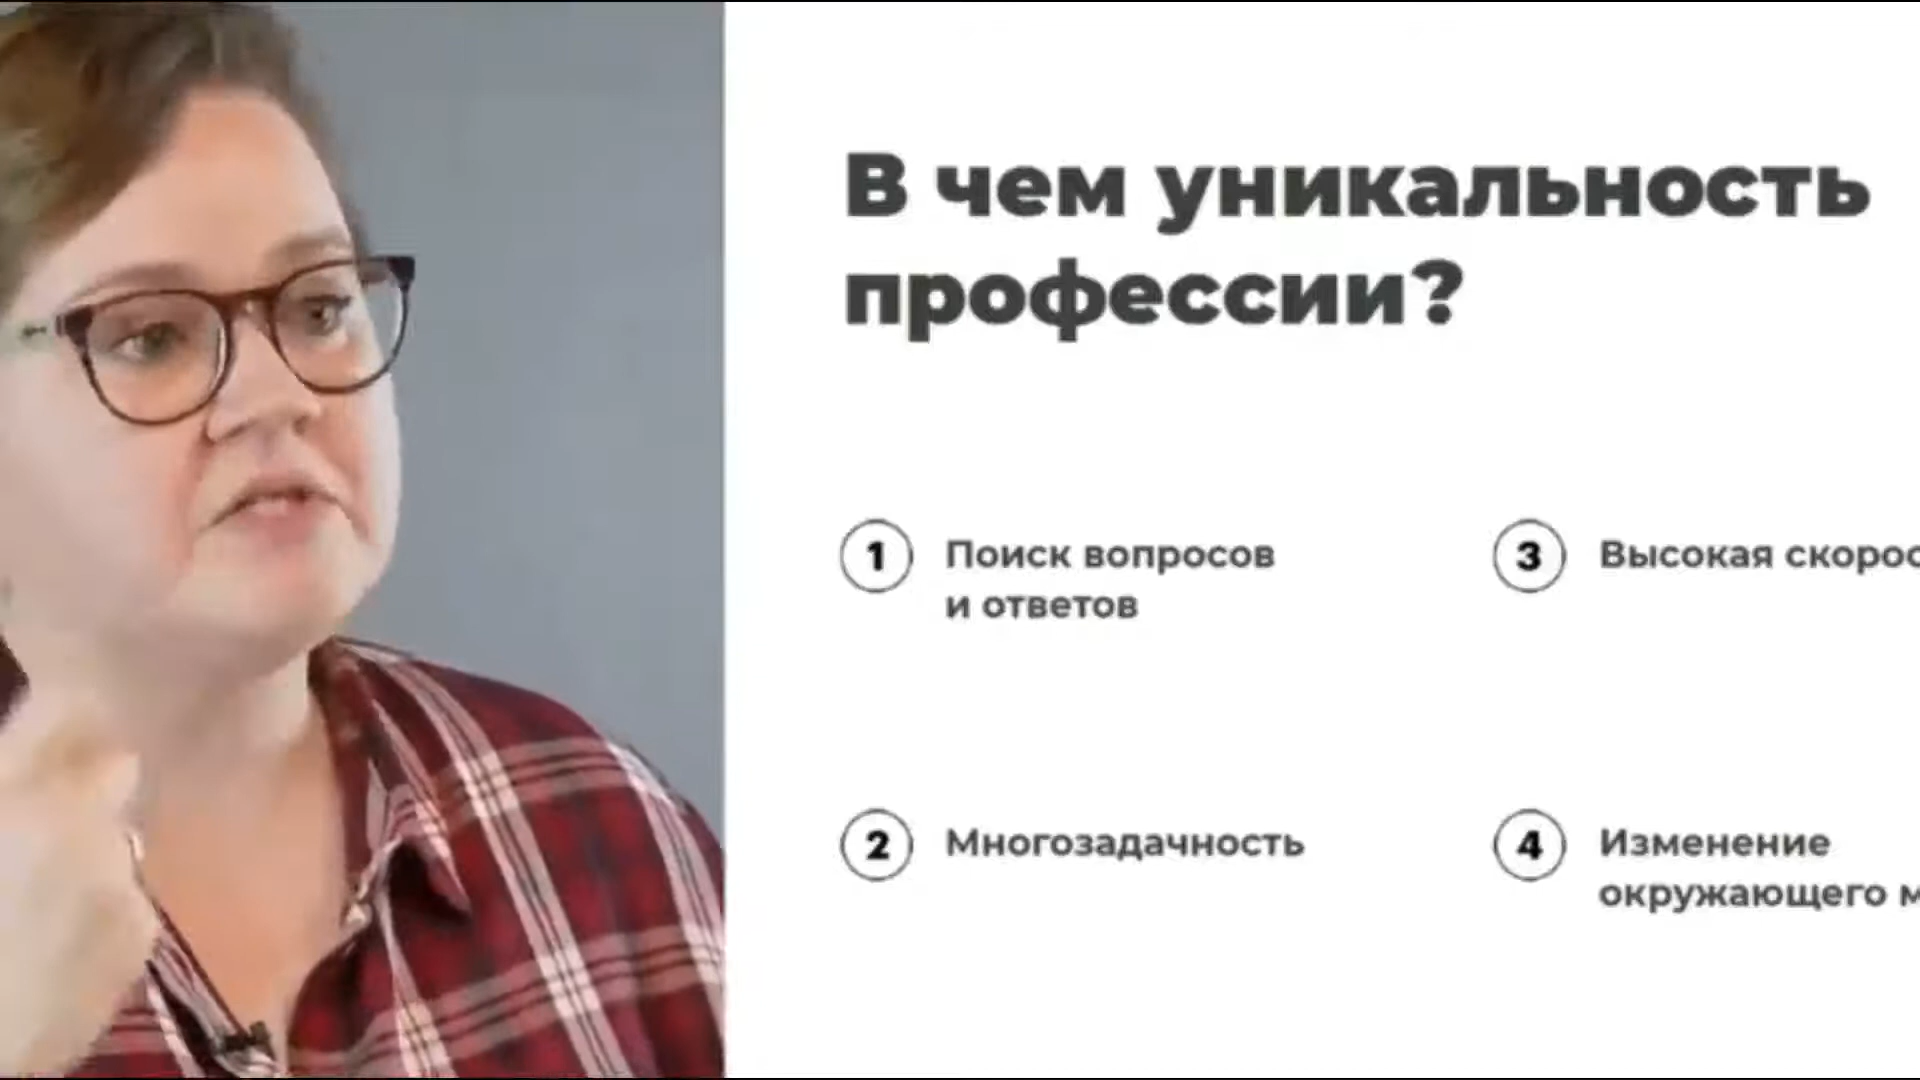 В чем уникальность
профессии?
1 Поиск вопросов
и ответов
2 Многозадачность
3 Высокая
4 Изменение
окружающего